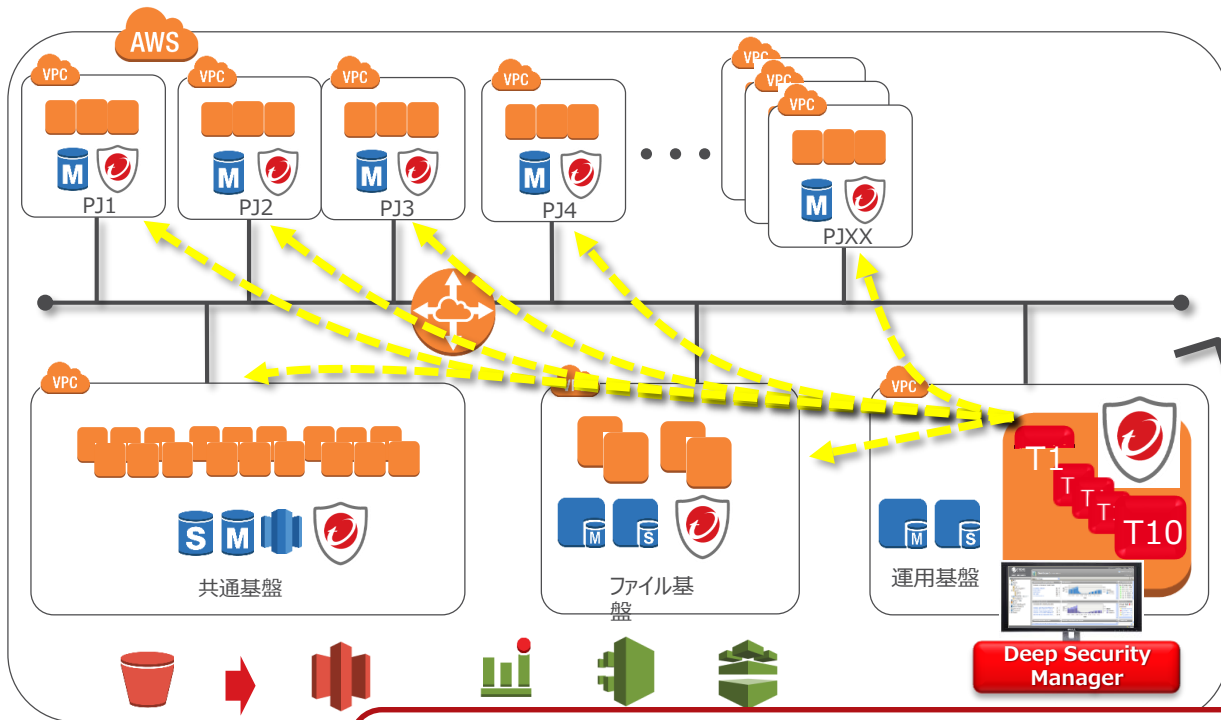 AWS
VPC
VPC
VPC
VPC
VPC
VPC
VPC
M
M
M
M
M
PJ1
PJ2
PJ3
PJ4
PJXX
VPC
VPC
T1
T
T
T
T10
S
M
M
S
M
S
共通基盤
ファイル基
盤
運用基盤
Deep Security
Manager